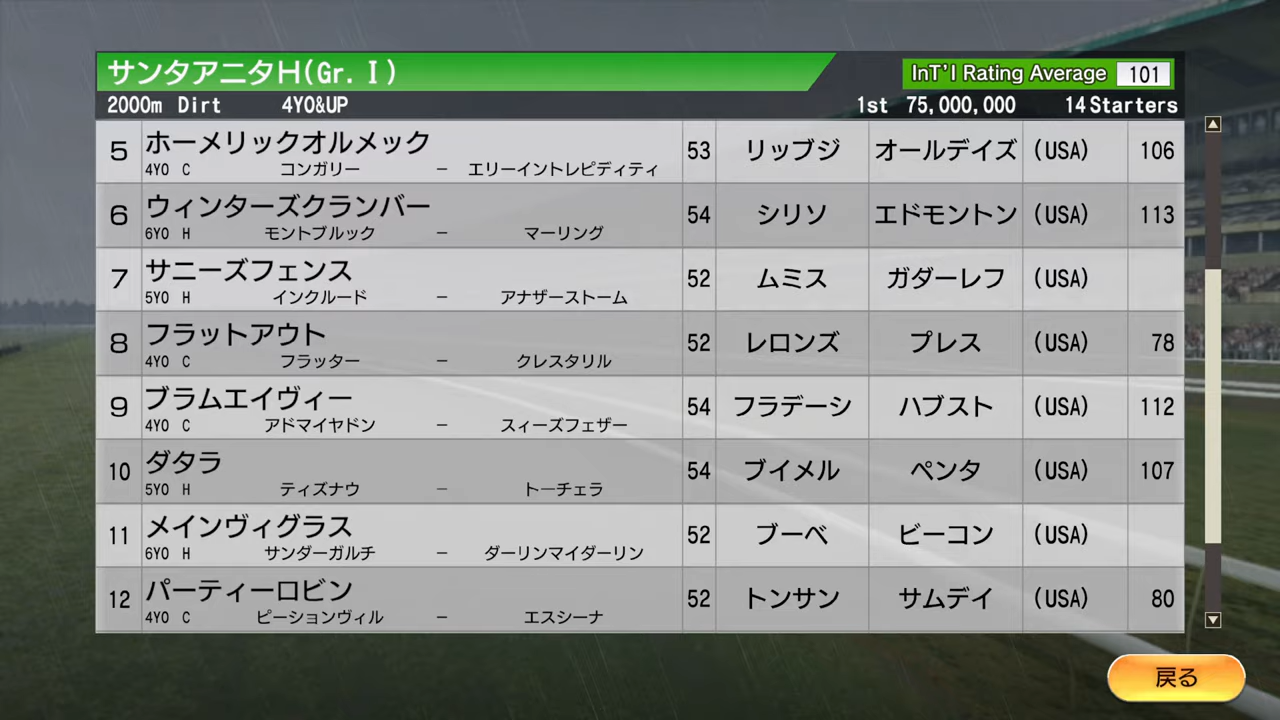 サンタアニタH(Gr.Ⅰ)
InT'l Rating Average 101
2000m Dirt 4YO&UP 1st 75,000,000 14Starters
5 ホーメリックオルメック 53 リップジ オールデイズ (USA) 106
4YO C コンガリー － エリーイントレピディティ
6 ウィンターズクランバー 54 シリソ エドモントン (USA) 113
6YO H モントブルック － マーリング
7 サニーズフェンス 52 ムミス ガダーレフ (USA)
5YO H インクルード － アナザーストーム
8 フラットアウト 52 レロンズ プレス (USA) 78
4YO C フラッター － クレスタリル
9 ブラムエイヴィー 54 フラデーシ ハブスト (USA) 112
4YO C アドマイヤドン － スィーズフェザー
10 ダタラ 54 ブイメル ペンタ (USA) 107
5YO H ティズナウ － トーチェラ
11 メインヴィグラス 52 ブーベ ビーコン (USA)
6YO H サンダーガルチ － ダーリンマイダーリン
12 パーティーロビン 52 トンサン サムデイ (USA) 80
4YO C ピーションヴィル － エスシーナ
戻る